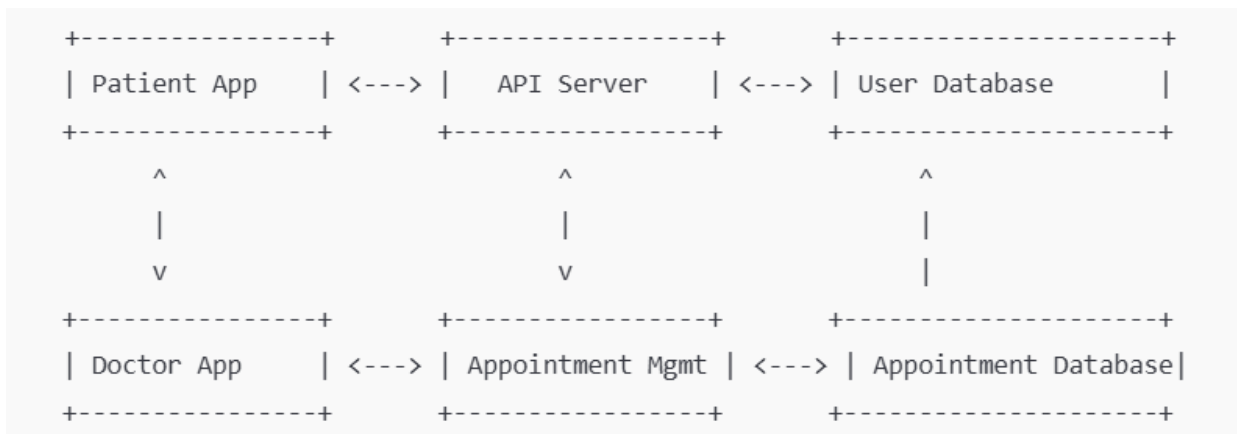 +----------------+       +-----------------+       +---------------------+
| Patient App    | <---> |   API Server    | <---> | User Database       |
+----------------+       +-----------------+       +---------------------+
      ^                          ^                       ^
      |                          |                       |
      v                          v                       |
+----------------+       +-----------------+       +---------------------+
| Doctor App     | <---> | Appointment Mgmt | <---> | Appointment Database|
+----------------+       +-----------------+       +---------------------+